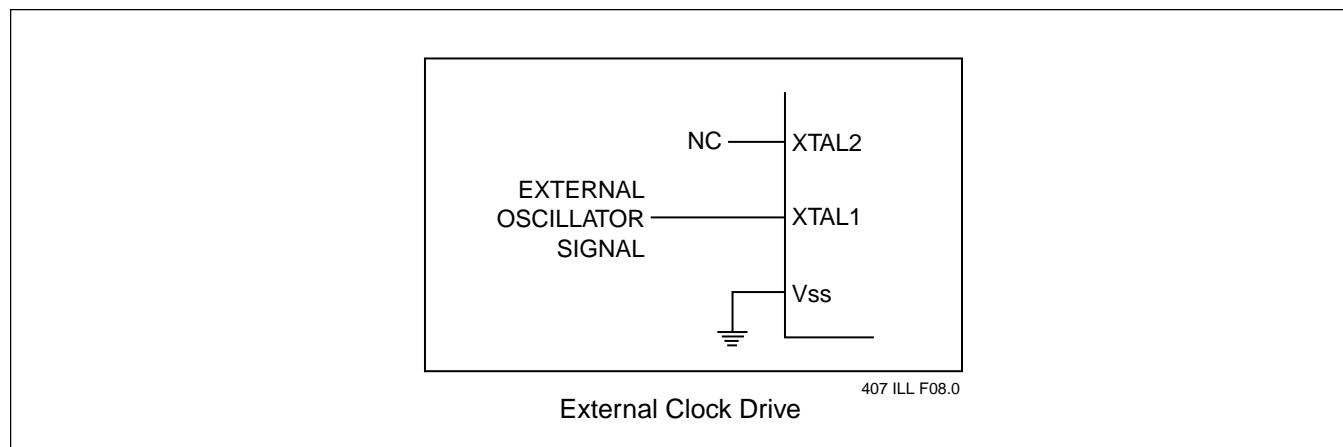 NC XTAL2
EXTERNAL
OSCILLATOR XTAL1
SIGNAL
Vss
407 ILL F08.0
External Clock Drive